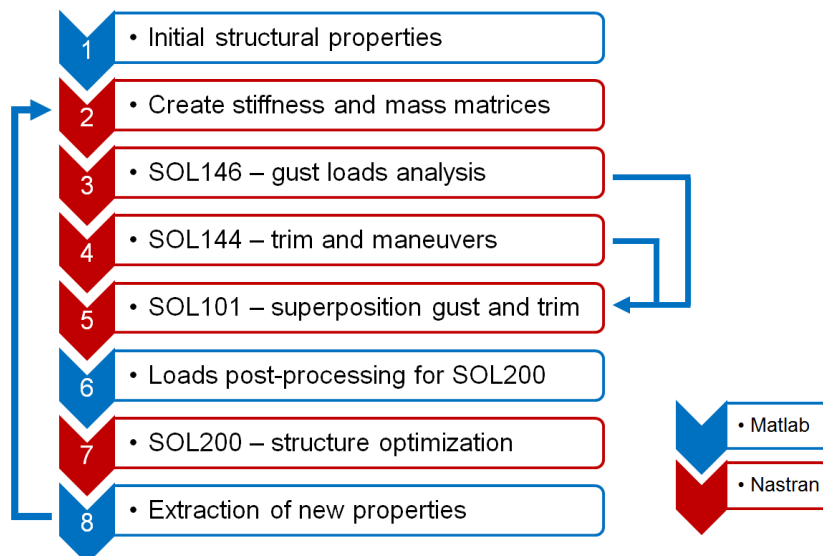 1 • Initial structural properties
2 • Create stiffness and mass matrices
3 • SOL146 – gust loads analysis
4 • SOL144 – trim and maneuvers
5 • SOL101 – superposition gust and trim
6 • Loads post-processing for SOL200
7 • SOL200 – structure optimization
8 • Extraction of new properties
• Matlab
• Nastran